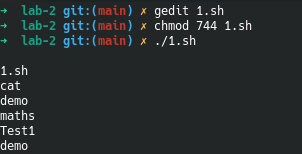 ➜ lab-2 git:(main) ✗ gedit 1.sh
➜ lab-2 git:(main) ✗ chmod 744 1.sh
➜ lab-2 git:(main) ✗ ./1.sh
1.sh
cat
demo
maths
Test1
demo